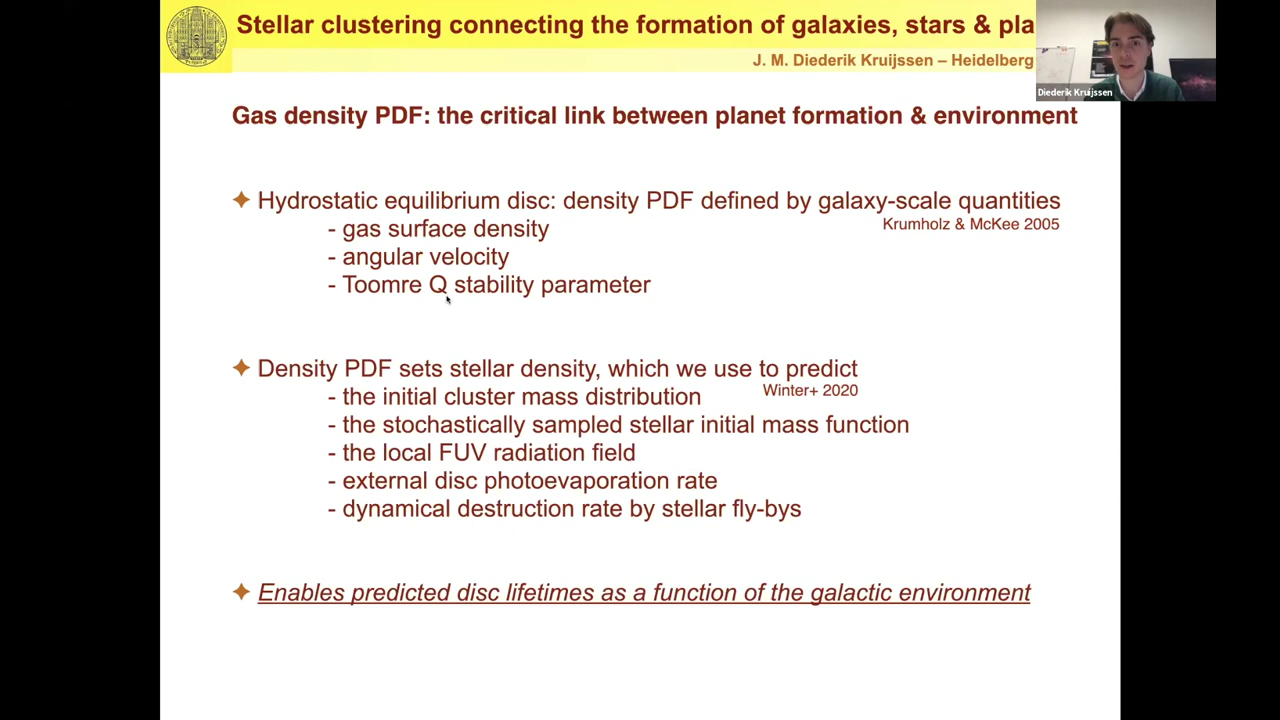 Stellar clustering connecting the formation of galaxies, stars & pla
J. M. Diederik Kruijssen – Heidelberg
Diederik Kruijssen
Gas density PDF: the critical link between planet formation & environment
✦ Hydrostatic equilibrium disc: density PDF defined by galaxy-scale quantities
Krumholz & McKee 2005
- gas surface density
- angular velocity
- Toomre Q stability parameter
✦ Density PDF sets stellar density, which we use to predict
Winter+ 2020
- the initial cluster mass distribution
- the stochastically sampled stellar initial mass function
- the local FUV radiation field
- external disc photoevaporation rate
- dynamical destruction rate by stellar fly-bys
✦ Enables predicted disc lifetimes as a function of the galactic environment